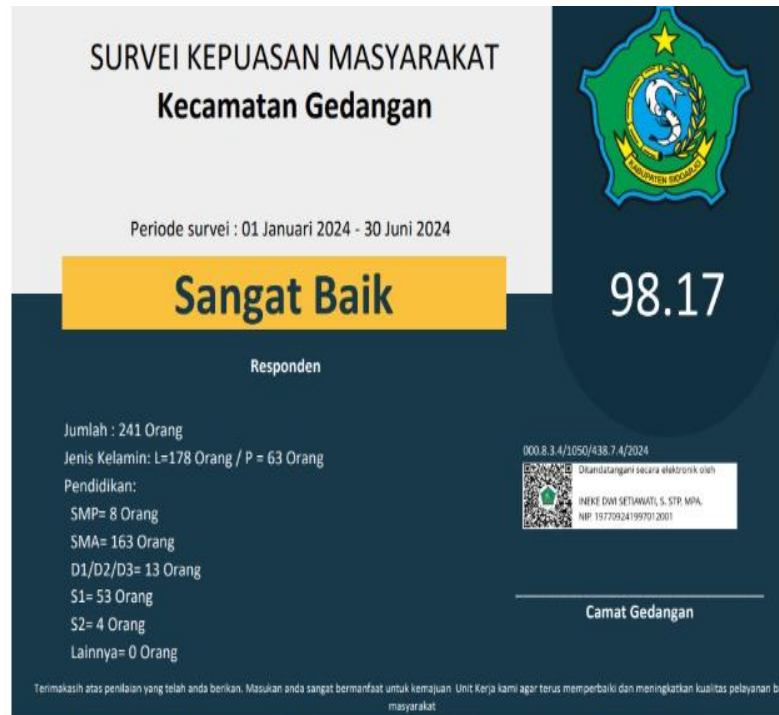 SURVEI KEPUASAN MASYARAKAT
Kecamatan Gedangan
KABUPATEN SIDOARJO
Periode survei : 01 Januari 2024 - 30 Juni 2024
Sangat Baik
98.17
Responden
Jumlah : 241 Orang
Jenis Kelamin: L=178 Orang / P = 63 Orang
Pendidikan:
SMP= 8 Orang
SMA= 163 Orang
D1/D2/D3= 13 Orang
S1= 53 Orang
S2= 4 Orang
Lainnya= 0 Orang
000.8.3.4/1050/438.7.4/2024
Ditandatangani secara elektronik oleh
INEKE DWI SETIAWATI, S. STP, MPA.
NIP. 197709241997012001
Camat Gedangan
Terimakasih atas penilaian yang telah anda berikan. Masukan anda sangat bermanfaat untuk kemajuan Unit Kerja kami agar terus memperbaiki dan meningkatkan kualitas pelayanan
masyarakat